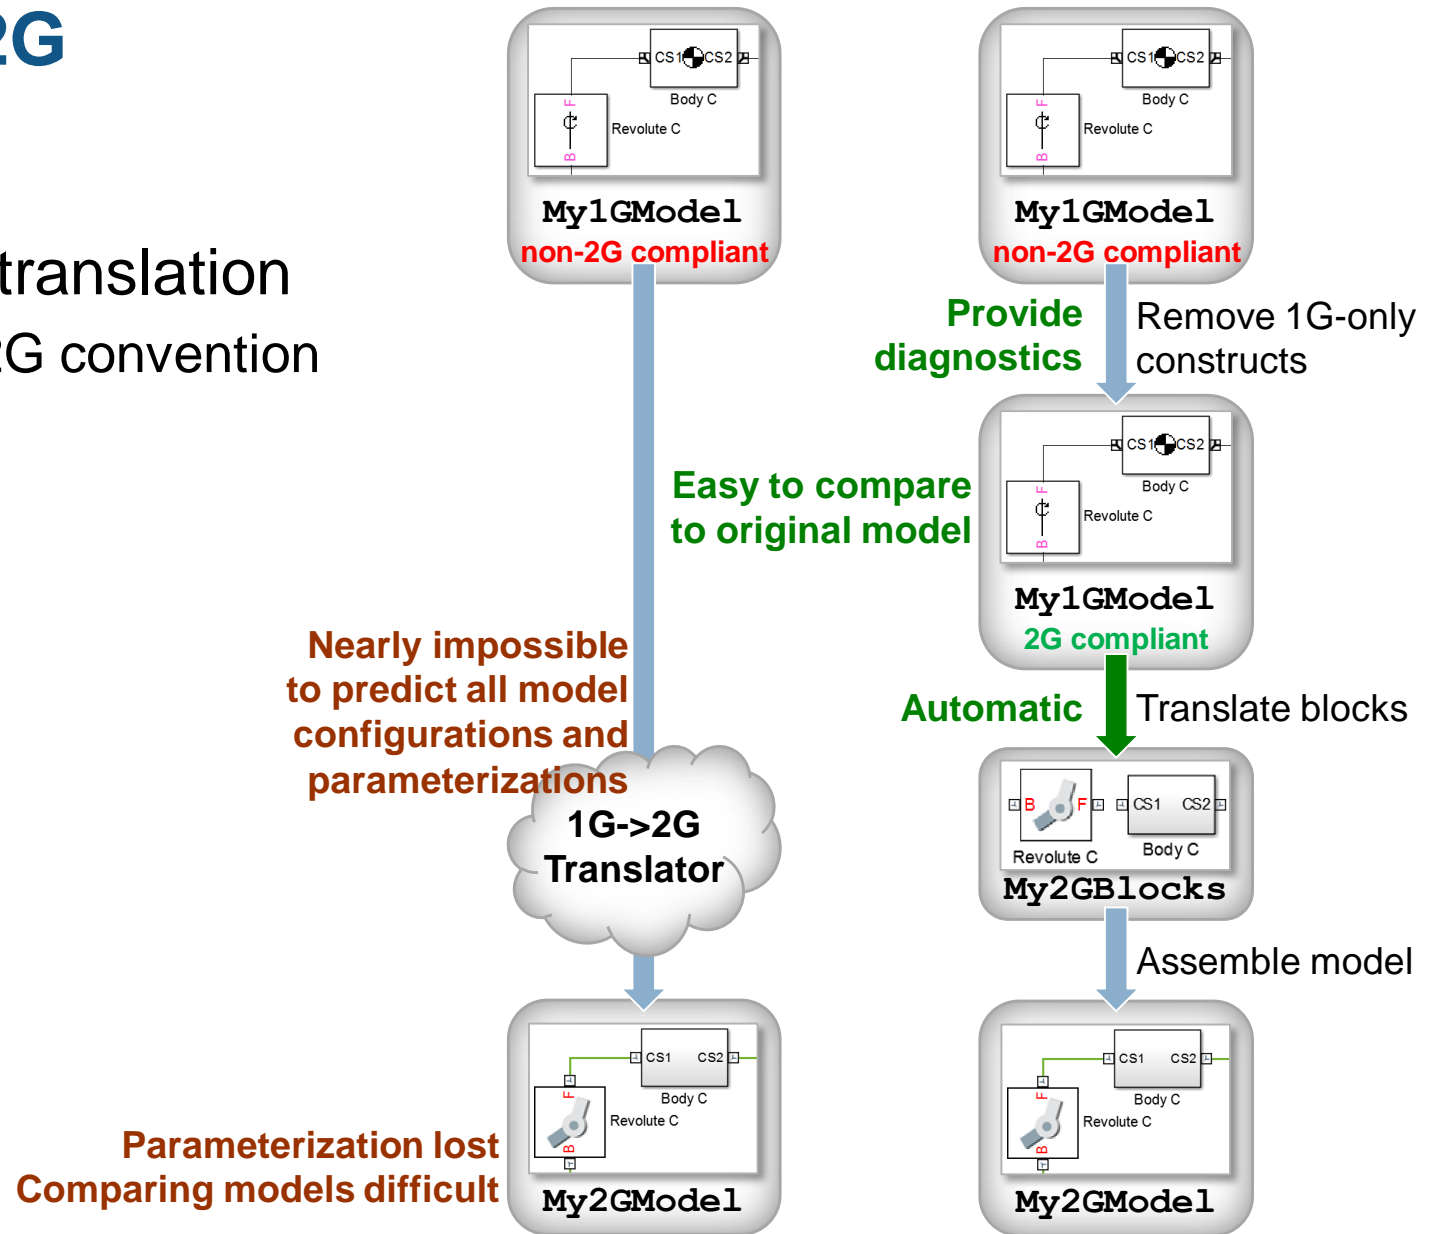 2G
translation
2G convention
CS1 CS2
Body C
F
Revolute C
B
My1GModel
non-2G compliant
Nearly impossible
to predict all model
configurations and
parameterizations
1G->2G
Translator
CS1 CS2
Body C
F
Revolute C
B
My2GModel
Parameterization lost
Comparing models difficult
CS1 CS2
Body C
F
Revolute C
B
My1GModel
non-2G compliant
Provide
diagnostics
Remove 1G-only
constructs
CS1 CS2
Body C
F
Revolute C
B
My1GModel
2G compliant
Easy to compare
to original model
Automatic
Translate blocks
B F CS1 CS2
Revolute C Body C
My2GBlocks
Assemble model
CS1 CS2
Body C
F
Revolute C
B
My2GModel